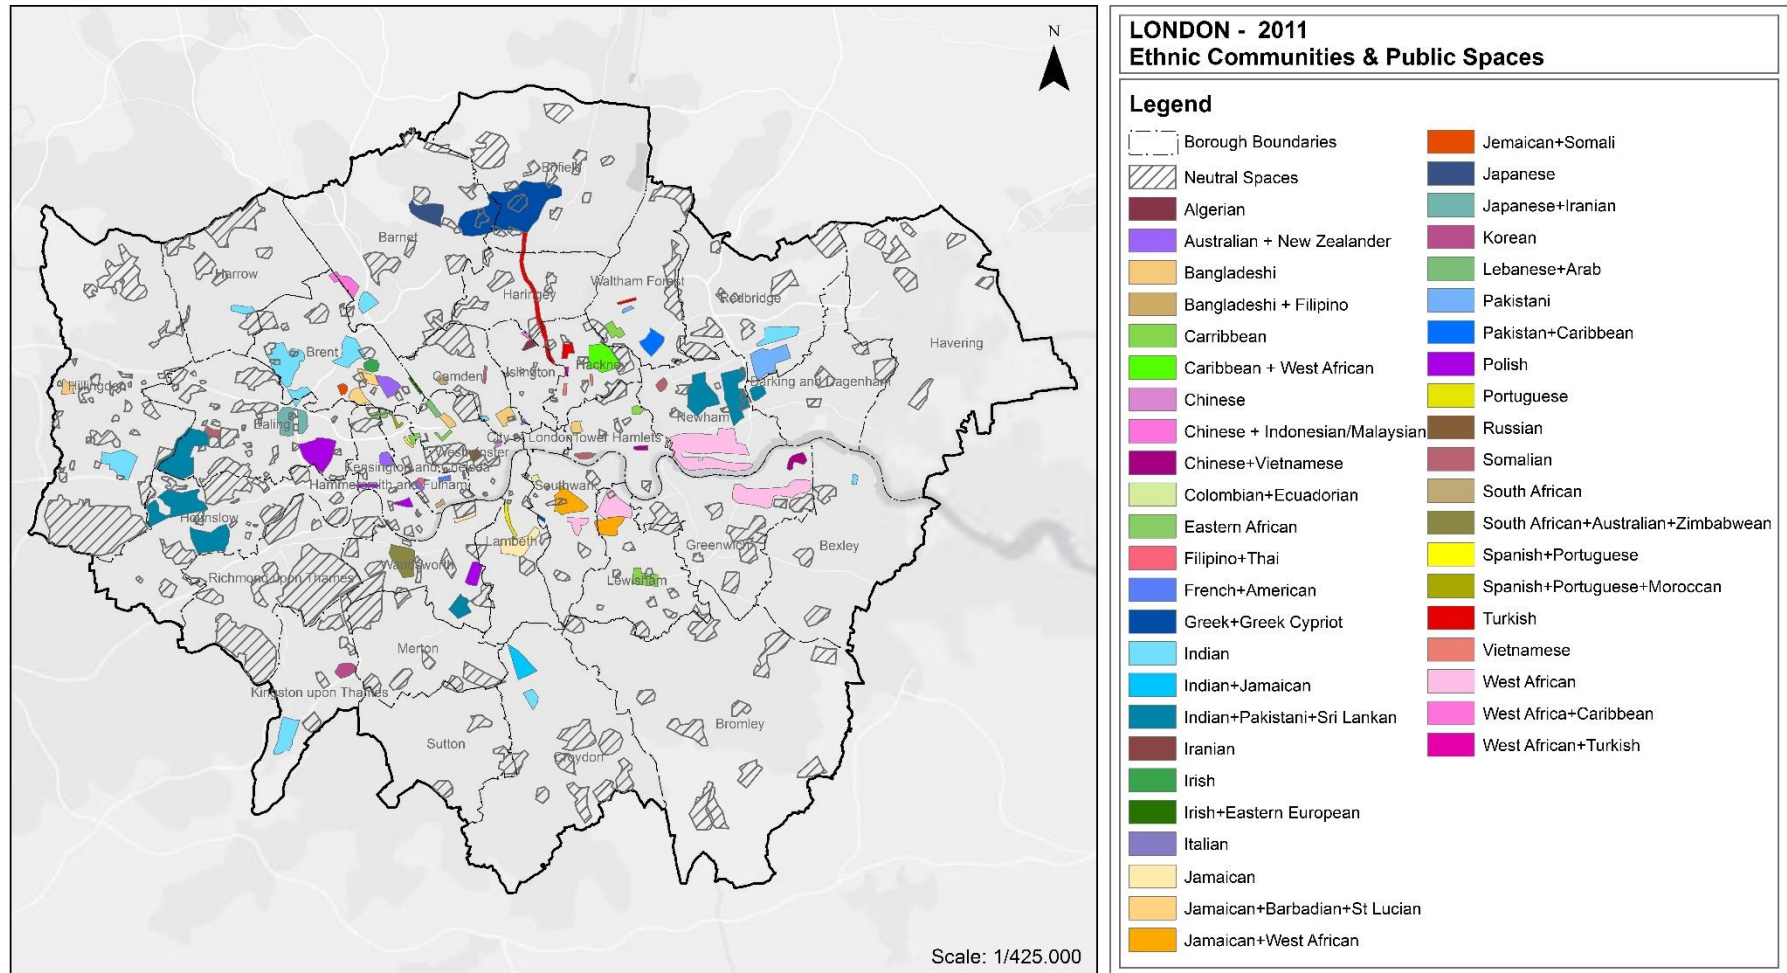 LONDON - 2011
Ethnic Communities & Public Spaces
Legend
Borough Boundaries
Neutral Spaces
Algerian
Australian + New Zealander
Bangladeshi
Bangladeshi + Filipino
Carribbean
Caribbean + West African
Chinese
Chinese + Indonesian/Malaysian
Chinese+Vietnamese
Colombian+Ecuadorian
Eastern African
Filipino+Thai
French+American
Greek+Greek Cypriot
Indian
Indian+Jamaican
Indian+Pakistani+Sri Lankan
Iranian
Irish
Irish+Eastern European
Italian
Jamaican
Jamaican+Barbadian+St Lucian
Jamaican+West African
Jemaican+Somali
Japanese
Japanese+Iranian
Korean
Lebanese+Arab
Pakistani
Pakistan+Caribbean
Polish
Portuguese
Russian
Somalian
South African
South African+Australian+Zimbabwean
Spanish+Portuguese
Spanish+Portuguese+Moroccan
Turkish
Vietnamese
West African
West Africa+Caribbean
West African+Turkish
N
Enfield
Barnet
Harrow
Haringey
Waltham Forest
Redbridge
Havering
Brent
Hillingdon
Camden
Islington
Hackney
Barking and Dagenham
Newham
Ealing
City of London
Tower Hamlets
Westminster
Kensington and Chelsea
Hammersmith and Fulham
Southwark
Hounslow
Lambeth
Greenwich
Bexley
Wandsworth
Richmond upon Thames
Lewisham
Merton
Kingston upon Thames
Bromley
Sutton
Croydon
Scale: 1/425.000